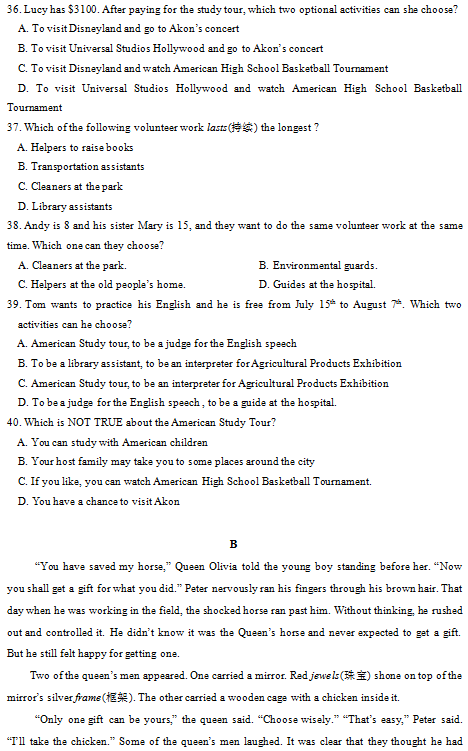 36. Lucy has $3100. After paying for the study tour, which two optional activities can she choose?
A. To visit Disneyland and go to Akon's concert
B. To visit Universal Studios Hollywood and go to Akon's concert
C. To visit Disneyland and watch American High School Basketball Tournament
D. To visit Universal Studios Hollywood and watch American High School Basketball
Tournament
37. Which of the following volunteer work lasts(持续) the longest ?
A. Helpers to raise books
B. Transportation assistants
C. Cleaners at the park
D. Library assistants
38. Andy is 8 and his sister Mary is 15, and they want to do the same volunteer work at the same
time. Which one can they choose?
A. Cleaners at the park. B. Environmental guards.
C. Helpers at the old people's home. D. Guides at the hospital.
39. Tom wants to practice his English and he is free from July 15th to August 7th. Which two
activities can he choose?
A. American Study tour, to be a judge for the English speech
B. To be a library assistant, to be an interpreter for Agricultural Products Exhibition
C. American Study tour, to be an interpreter for Agricultural Products Exhibition
D. To be a judge for the English speech , to be a guide at the hospital.
40. Which is NOT TRUE about the American Study Tour?
A. You can study with American children
B. Your host family may take you to some places around the city
C. If you like, you can watch American High School Basketball Tournament.
D. You have a chance to visit Akon
B
"You have saved my horse," Queen Olivia told the young boy standing before her. "Now
you shall get a gift for what you did." Peter nervously ran his fingers through his brown hair. That
day when he was working in the field, the shocked horse ran past him. Without thinking, he rushed
out and controlled it. He didn't know it was the Queen's horse and never expected to get a gift.
But he still felt happy for getting one.
Two of the queen's men appeared. One carried a mirror. Red jewels(珠宝) shone on top of the
mirror's silver frame(框架). The other carried a wooden cage with a chicken inside it.
"Only one gift can be yours," the queen said. "Choose wisely." "That's easy," Peter said.
"I'll take the chicken." Some of the queen's men laughed. It was clear that they thought he had